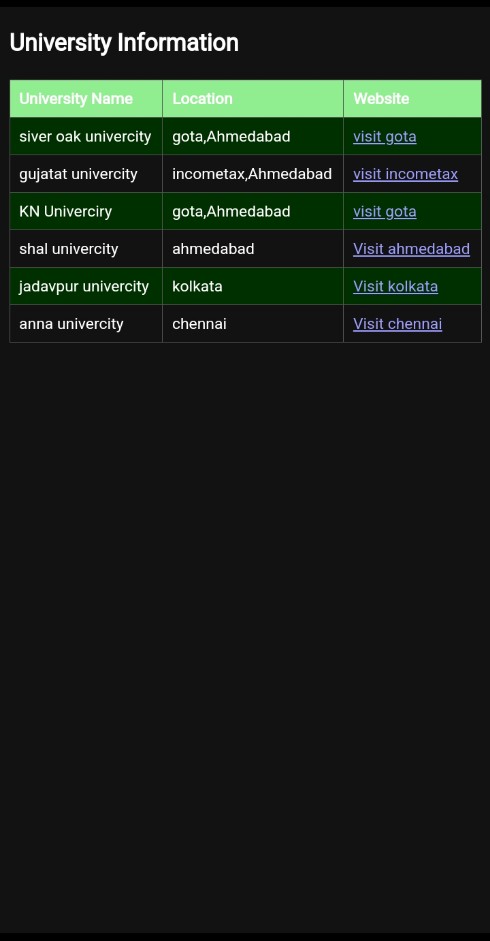 University Information
University Name Location Website
siver oak univercity gota,Ahmedabad visit gota
gujatat univercity incometax,Ahmedabad visit incometax
KN Univerciry gota,Ahmedabad visit gota
shal univercity ahmedabad Visit ahmedabad
jadavpur univercity kolkata Visit kolkata
anna univercity chennai Visit chennai